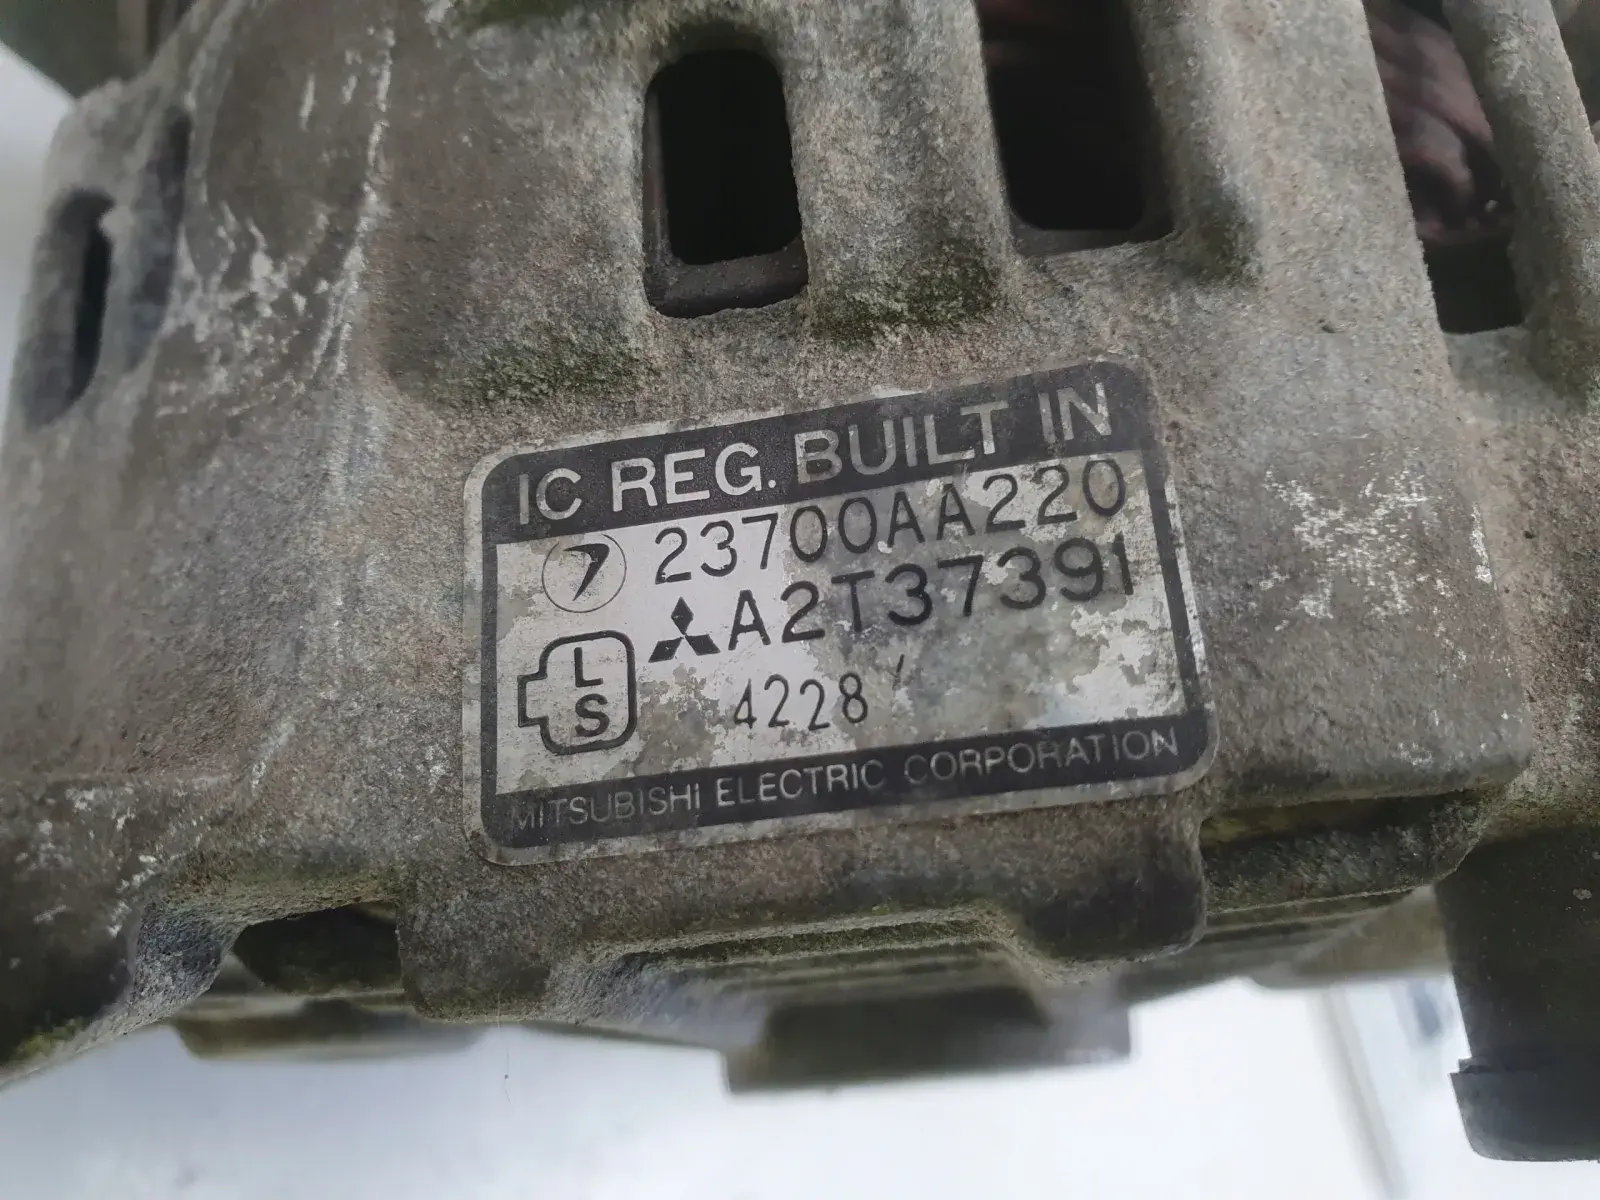 IC REG. BUILT IN
23700AA220
A2T37391
L
S
4228
MITSUBISHI ELECTRIC CORPORATION